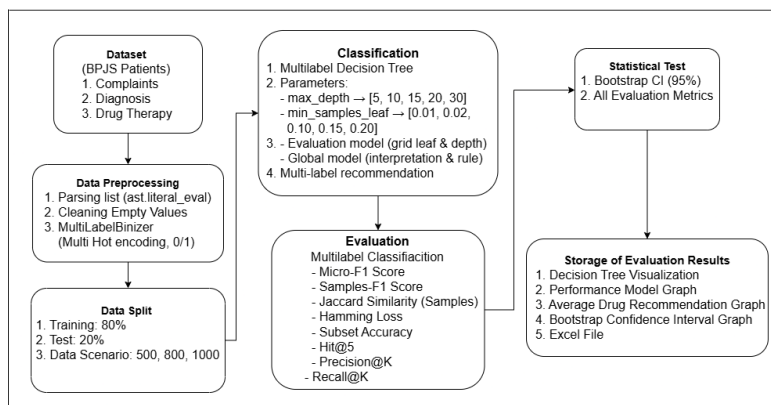 Dataset
(BPJS Patients)
1. Complaints
2. Diagnosis
3. Drug Therapy
Data Preprocessing
1. Parsing list (ast.literal_eval)
2. Cleaning Empty Values
3. MultiLabelBinizer
(Multi Hot encoding, 0/1)
Data Split
1. Training: 80%
2. Test: 20%
3. Data Scenario: 500, 800, 1000
Classification
1. Multilabel Decision Tree
2. Parameters:
- max_depth → [5, 10, 15, 20, 30]
- min_samples_leaf → [0.01, 0.02,
0.10, 0.15, 0.20]
3. - Evaluation model (grid leaf & depth)
- Global model (interpretation & rule)
4. Multi-label recommendation
Evaluation
Multilabel Classifiacition
- Micro-F1 Score
- Samples-F1 Score
- Jaccard Similarity (Samples)
- Hamming Loss
- Subset Accuracy
- Hit@5
- Precision@K
- Recall@K
Statistical Test
1. Bootstrap CI (95%)
2. All Evaluation Metrics
Storage of Evaluation Results
1. Decision Tree Visualization
2. Performance Model Graph
3. Average Drug Recommendation Graph
4. Bootstrap Confidence Interval Graph
5. Excel File